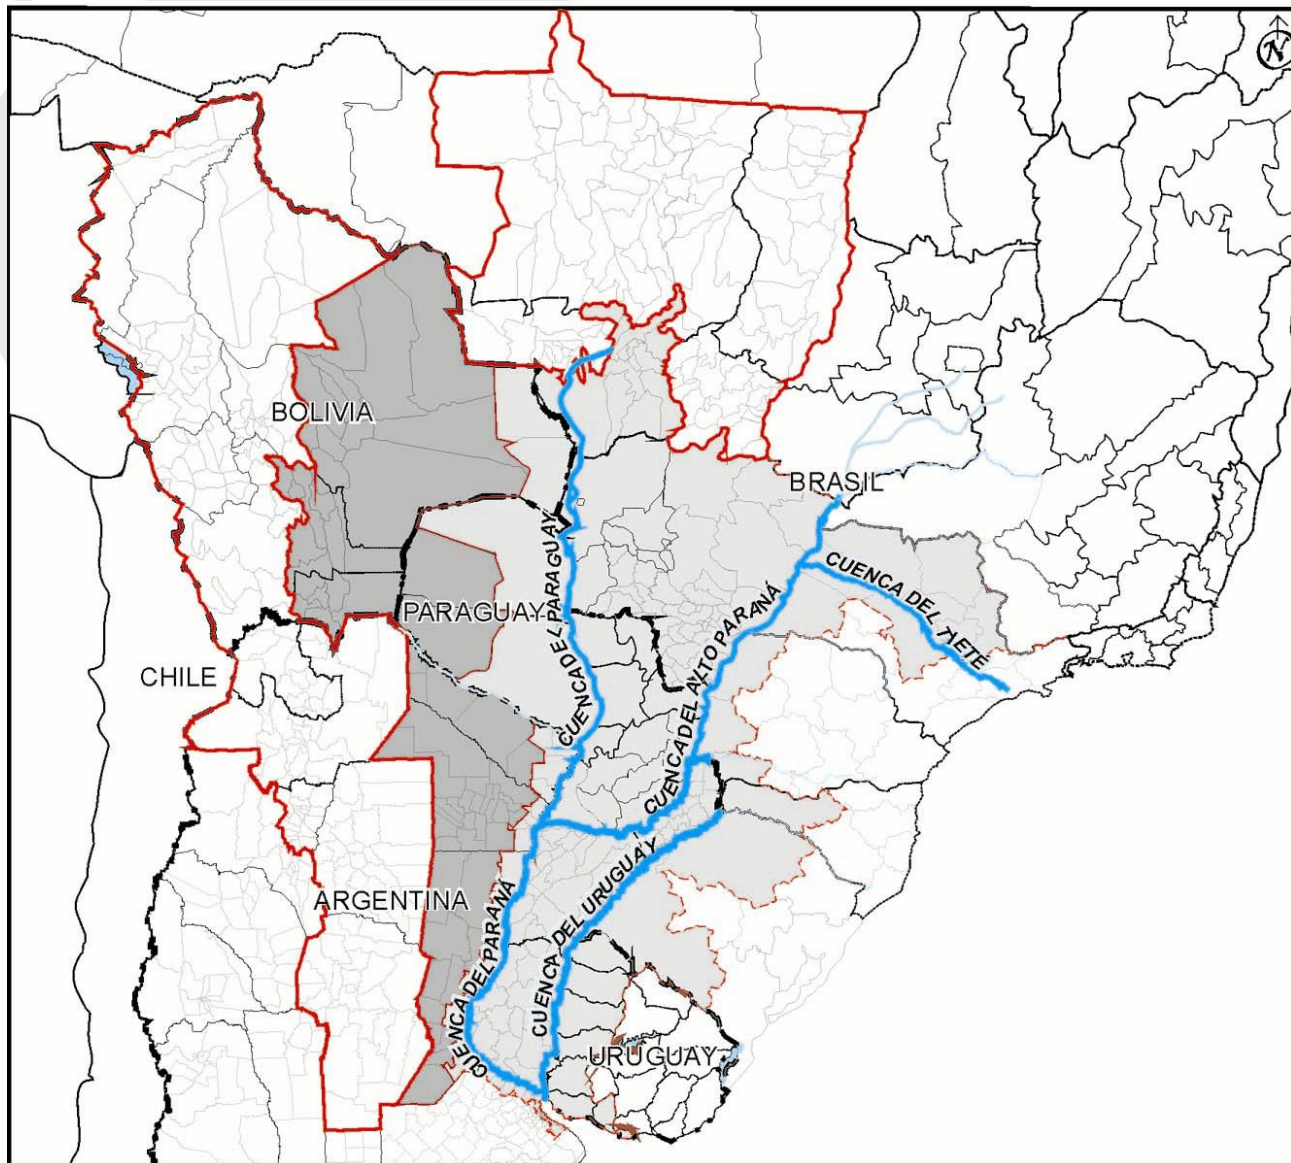 N
BOLIVIA
BRASIL
CUENCA DEL PARAGUAY
CUENCA DEL TIETE
PARAGUAY
CUENCA DEL ALTO PARANÁ
CHILE
ARGENTINA
CUENCA DEL PARANÁ
CUENCA DEL URUGUAY
URUGUAY